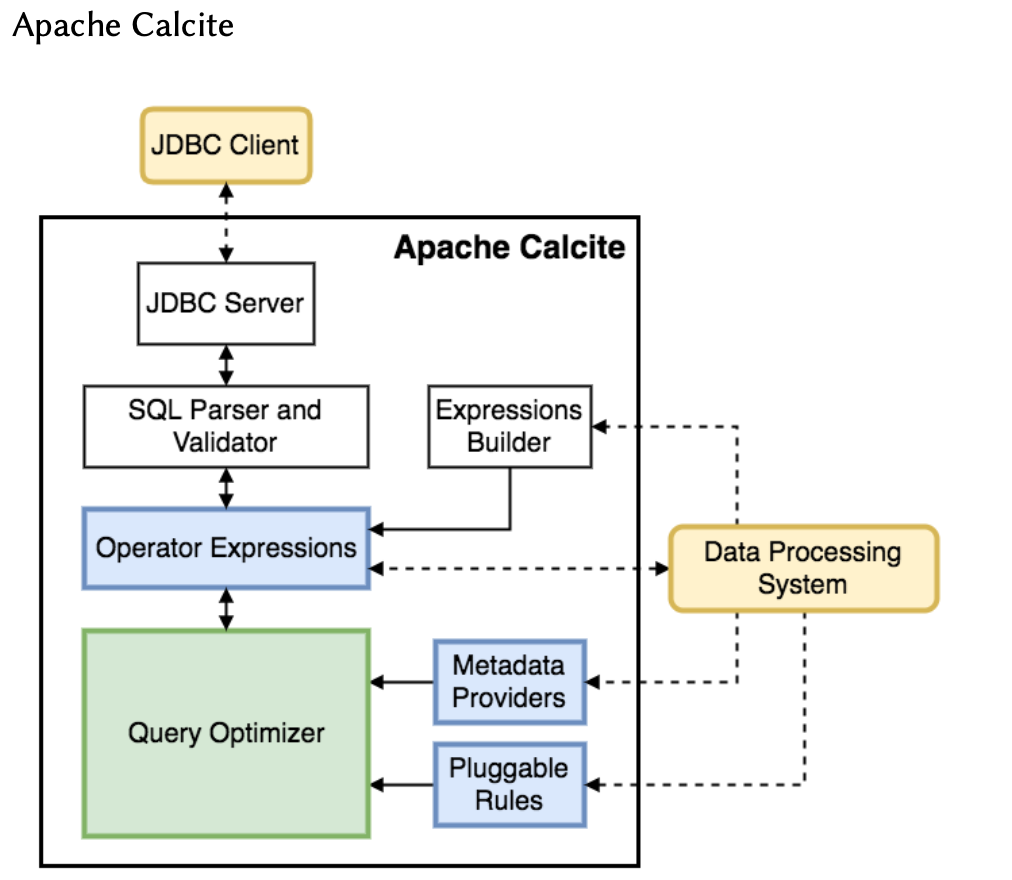 Apache Calcite
JDBC Client
Apache Calcite
JDBC Server
SQL Parser and
Validator
Expressions
Builder
Operator Expressions
Data Processing
System
Query Optimizer
Metadata
Providers
Pluggable
Rules